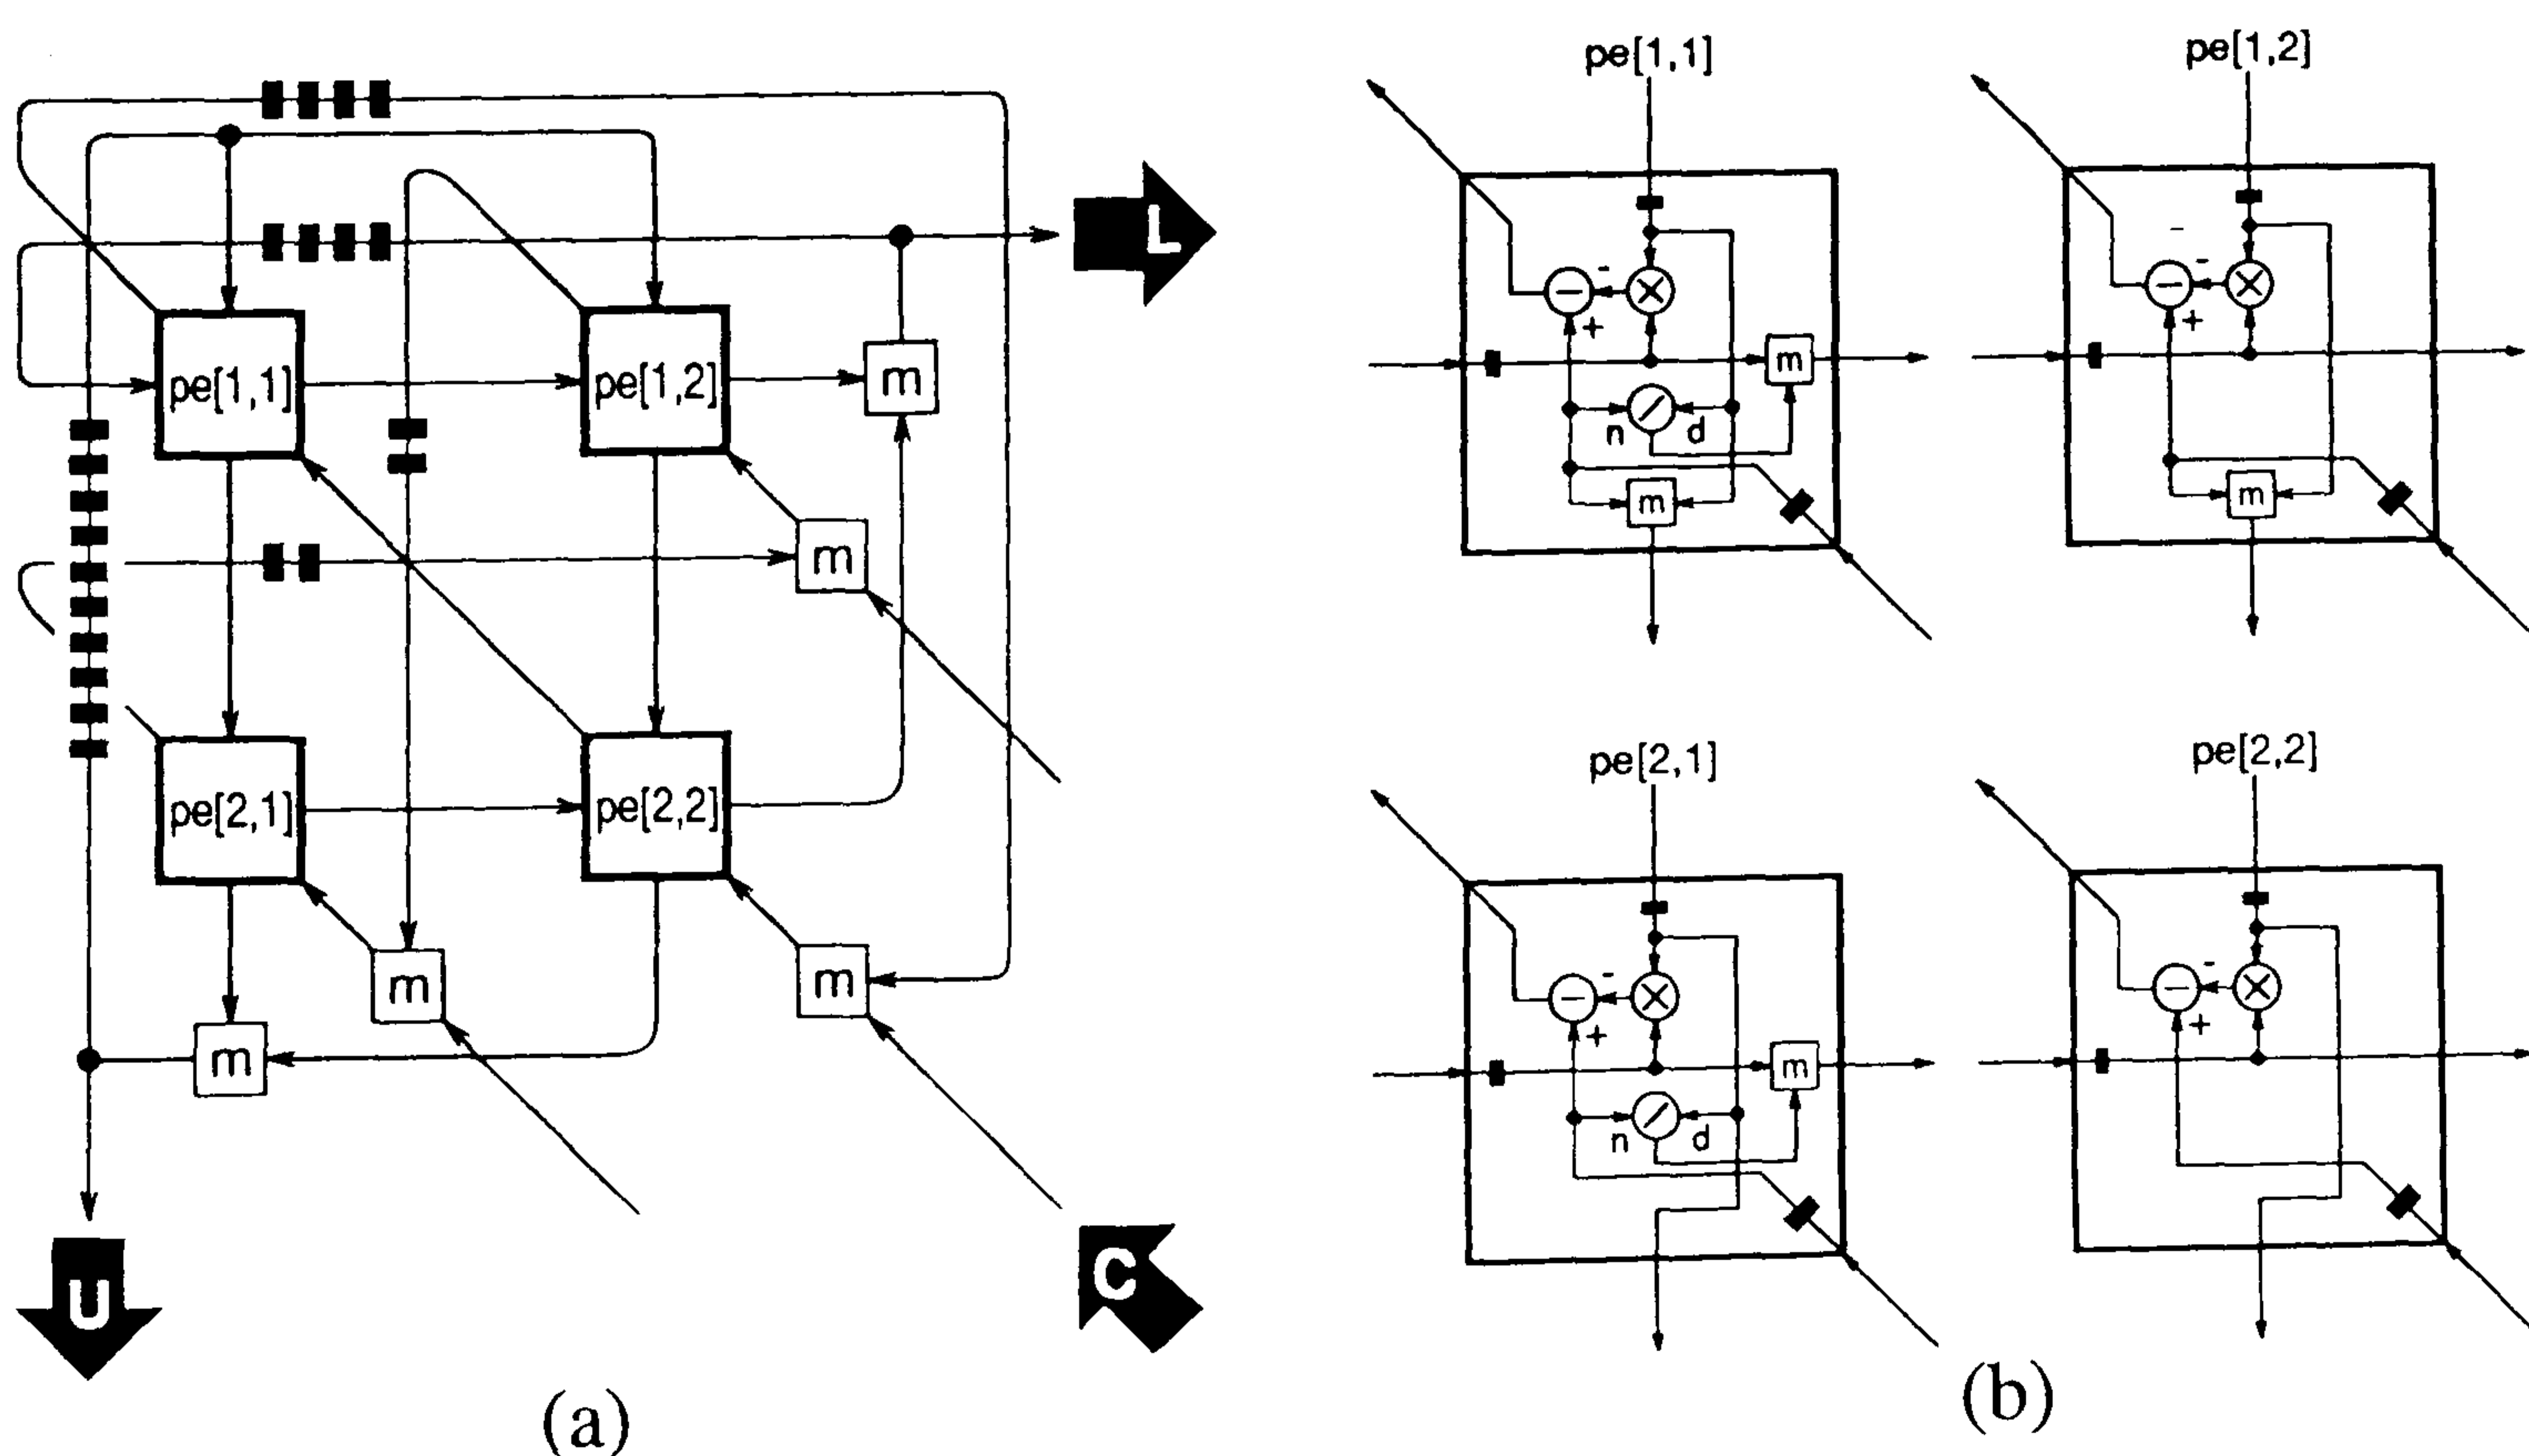 L
pe[1,1]
pe[1,2]
m
m
pe[2,1]
pe[2,2]
m
m
m
U
C
(a)
pe[1,1]
-
×
−
+
m
n
d
m
pe[1,2]
-
-
×
−
+
m
pe[2,1]
-
×
−
+
m
n
d
pe[2,2]
-
×
−
+
(b)